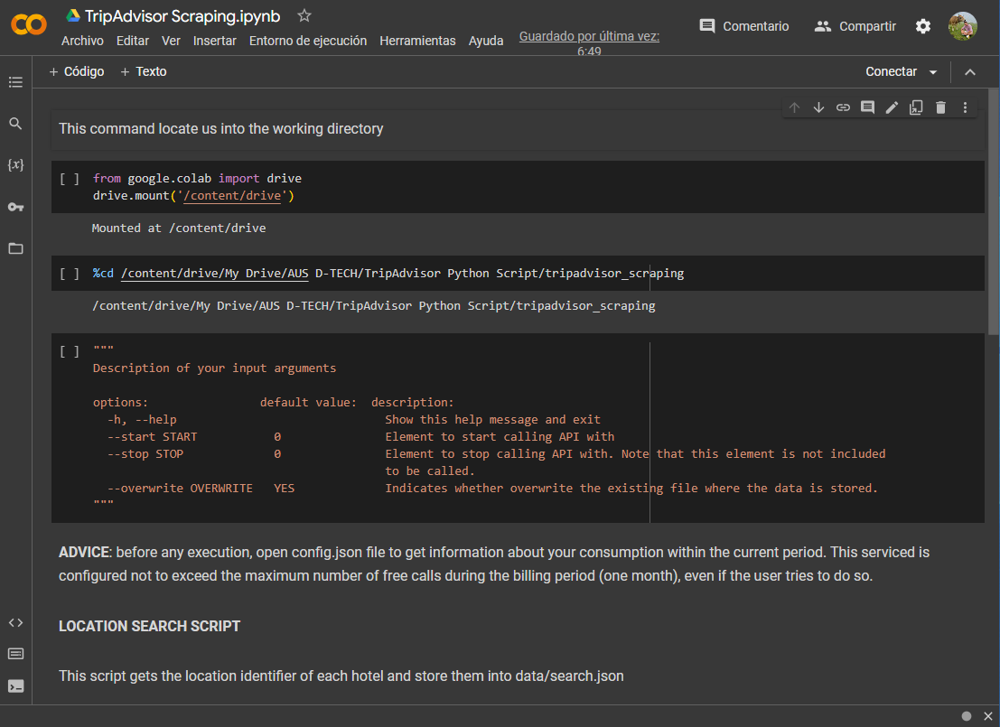 TripAdvisor Scraping.ipynb
Archivo Editar Ver Insertar Entorno de ejecución Herramientas Ayuda Guardado por última vez:
6:49
Comentario Compartir
+ Código + Texto
Conectar
This command locate us into the working directory
[ ] from google.colab import drive
drive.mount('/content/drive')
Mounted at /content/drive
[ ] %cd /content/drive/My Drive/AUS D-TECH/TripAdvisor Python Script/tripadvisor_scraping
/content/drive/My Drive/AUS D-TECH/TripAdvisor Python Script/tripadvisor_scraping
[ ] """
Description of your input arguments
options: default value: description:
-h, --help Show this help message and exit
--start START 0 Element to start calling API with
--stop STOP 0 Element to stop calling API with. Note that this element is not included
to be called.
--overwrite OVERWRITE YES Indicates whether overwrite the existing file where the data is stored.
"""
ADVICE: before any execution, open config.json file to get information about your consumption within the current period. This serviced is
configured not to exceed the maximum number of free calls during the billing period (one month), even if the user tries to do so.
LOCATION SEARCH SCRIPT
This script gets the location identifier of each hotel and store them into data/search.json